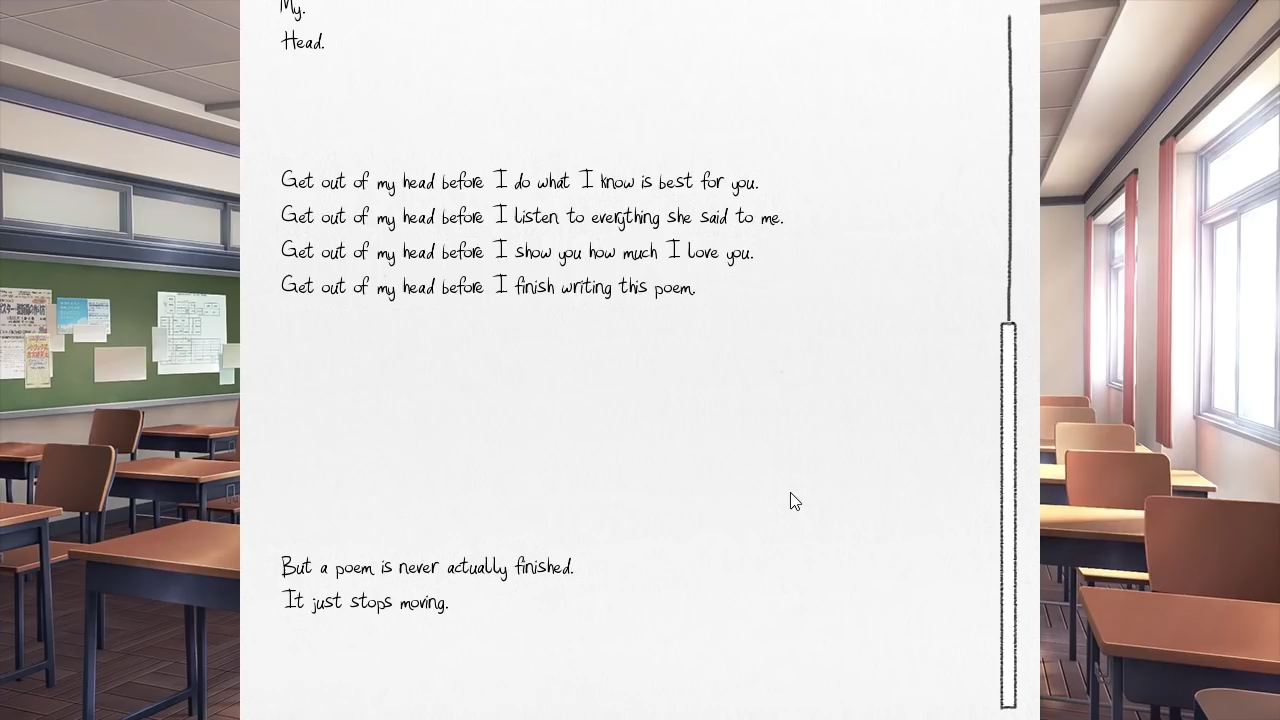 My.
Head.
Get out of my head before I do what I know is best for you.
Get out of my head before I listen to everything she said to me.
Get out of my head before I show you how much I love you.
Get out of my head before I finish writing this poem.
But a poem is never actually finished.
It just stops moving.